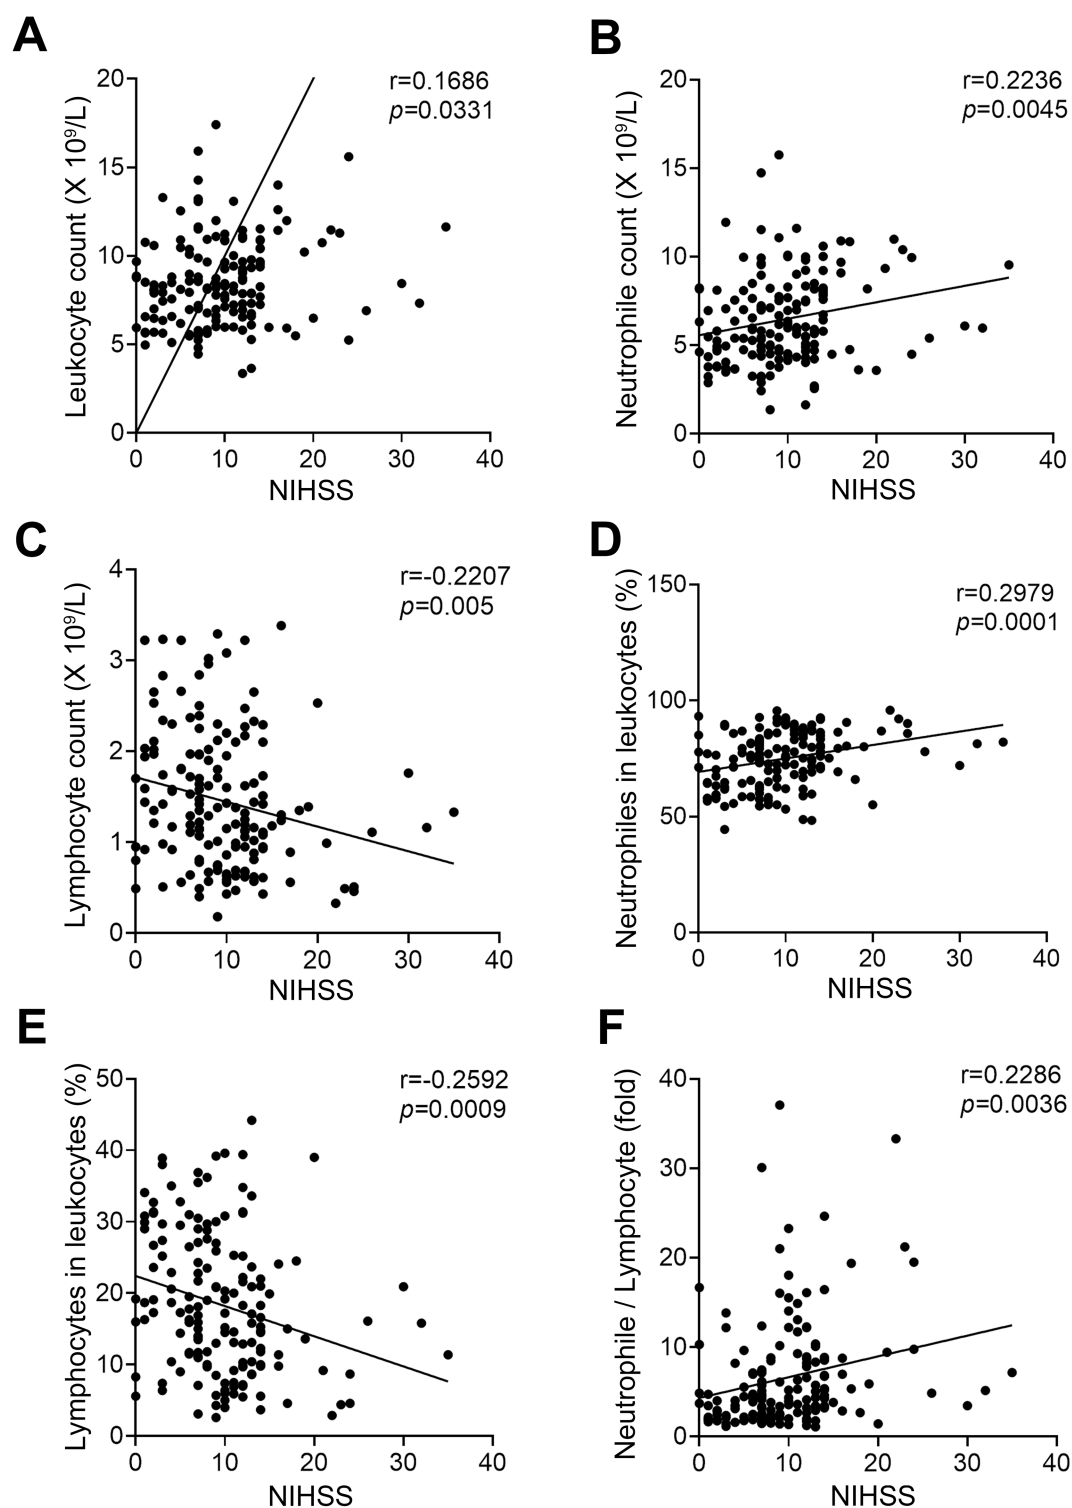 A
r=0.1686
p=0.0331
Leukocyte count (X 10⁹/L)
20
15
10
5
0
0 10 20 30 40
NIHSS
B
r=0.2236
p=0.0045
Neutrophile count (X 10⁹/L)
20
15
10
5
0
0 10 20 30 40
NIHSS
C
r=-0.2207
p=0.005
Lymphocyte count (X 10⁹/L)
4
3
2
1
0
0 10 20 30 40
NIHSS
D
r=0.2979
p=0.0001
Neutrophiles in leukocytes (%)
150
100
50
0
0 10 20 30 40
NIHSS
E
r=-0.2592
p=0.0009
Lymphocytes in leukocytes (%)
50
40
30
20
10
0
0 10 20 30 40
NIHSS
F
r=0.2286
p=0.0036
Neutrophile / Lymphocyte (fold)
40
30
20
10
0
0 10 20 30 40
NIHSS